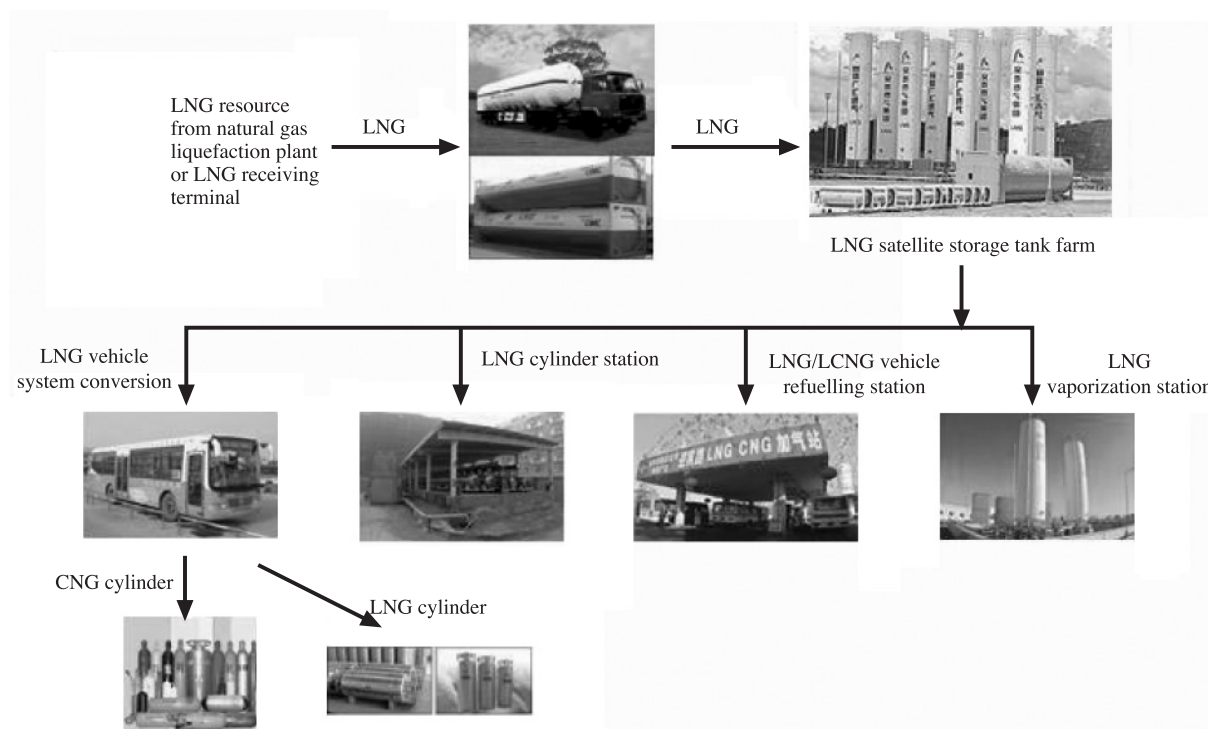 LNG resource
from natural gas
liquefaction plant
or LNG receiving
terminal
LNG
LNG
LNG satellite storage tank farm
LNG vehicle
system conversion
LNG cylinder station
LNG/LCNG vehicle
refuelling station
LNG
vaporization station
LNG CNG 加气站
CNG cylinder
LNG cylinder